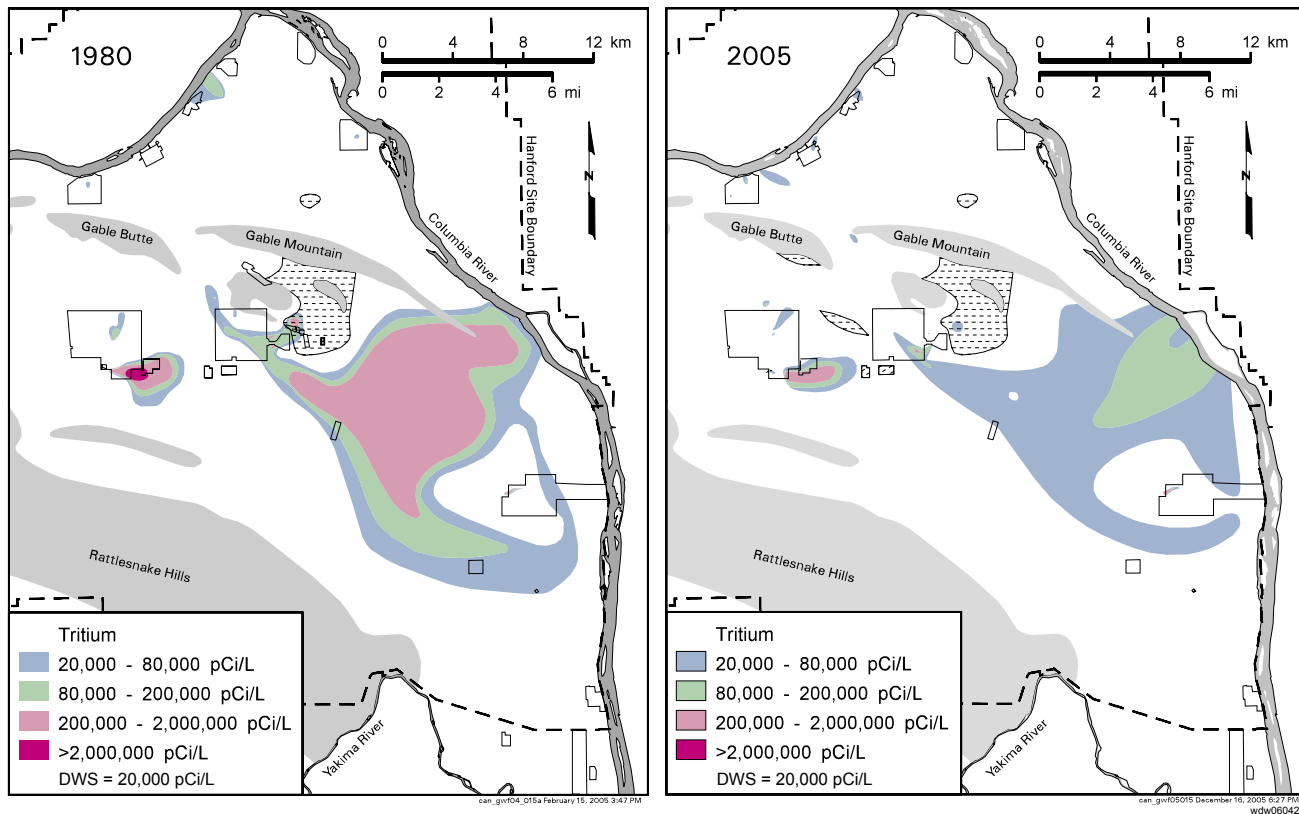 1980
0 4 8 12 km
0 2 4 6 mi
Hanford Site Boundary
N
Columbia River
Gable Butte
Gable Mountain
Rattlesnake Hills
Yakima River
Tritium
20,000 - 80,000 pCi/L
80,000 - 200,000 pCi/L
200,000 - 2,000,000 pCi/L
>2,000,000 pCi/L
DWS = 20,000 pCi/L
can_gwf04_015a February 15, 2005 3:47 PM
2005
0 4 8 12 km
0 2 4 6 mi
Hanford Site Boundary
N
Columbia River
Gable Butte
Gable Mountain
Rattlesnake Hills
Yakima River
Tritium
20,000 - 80,000 pCi/L
80,000 - 200,000 pCi/L
200,000 - 2,000,000 pCi/L
>2,000,000 pCi/L
DWS = 20,000 pCi/L
can_gwf05015 December 16, 2005 6:27 PM
wdw06042